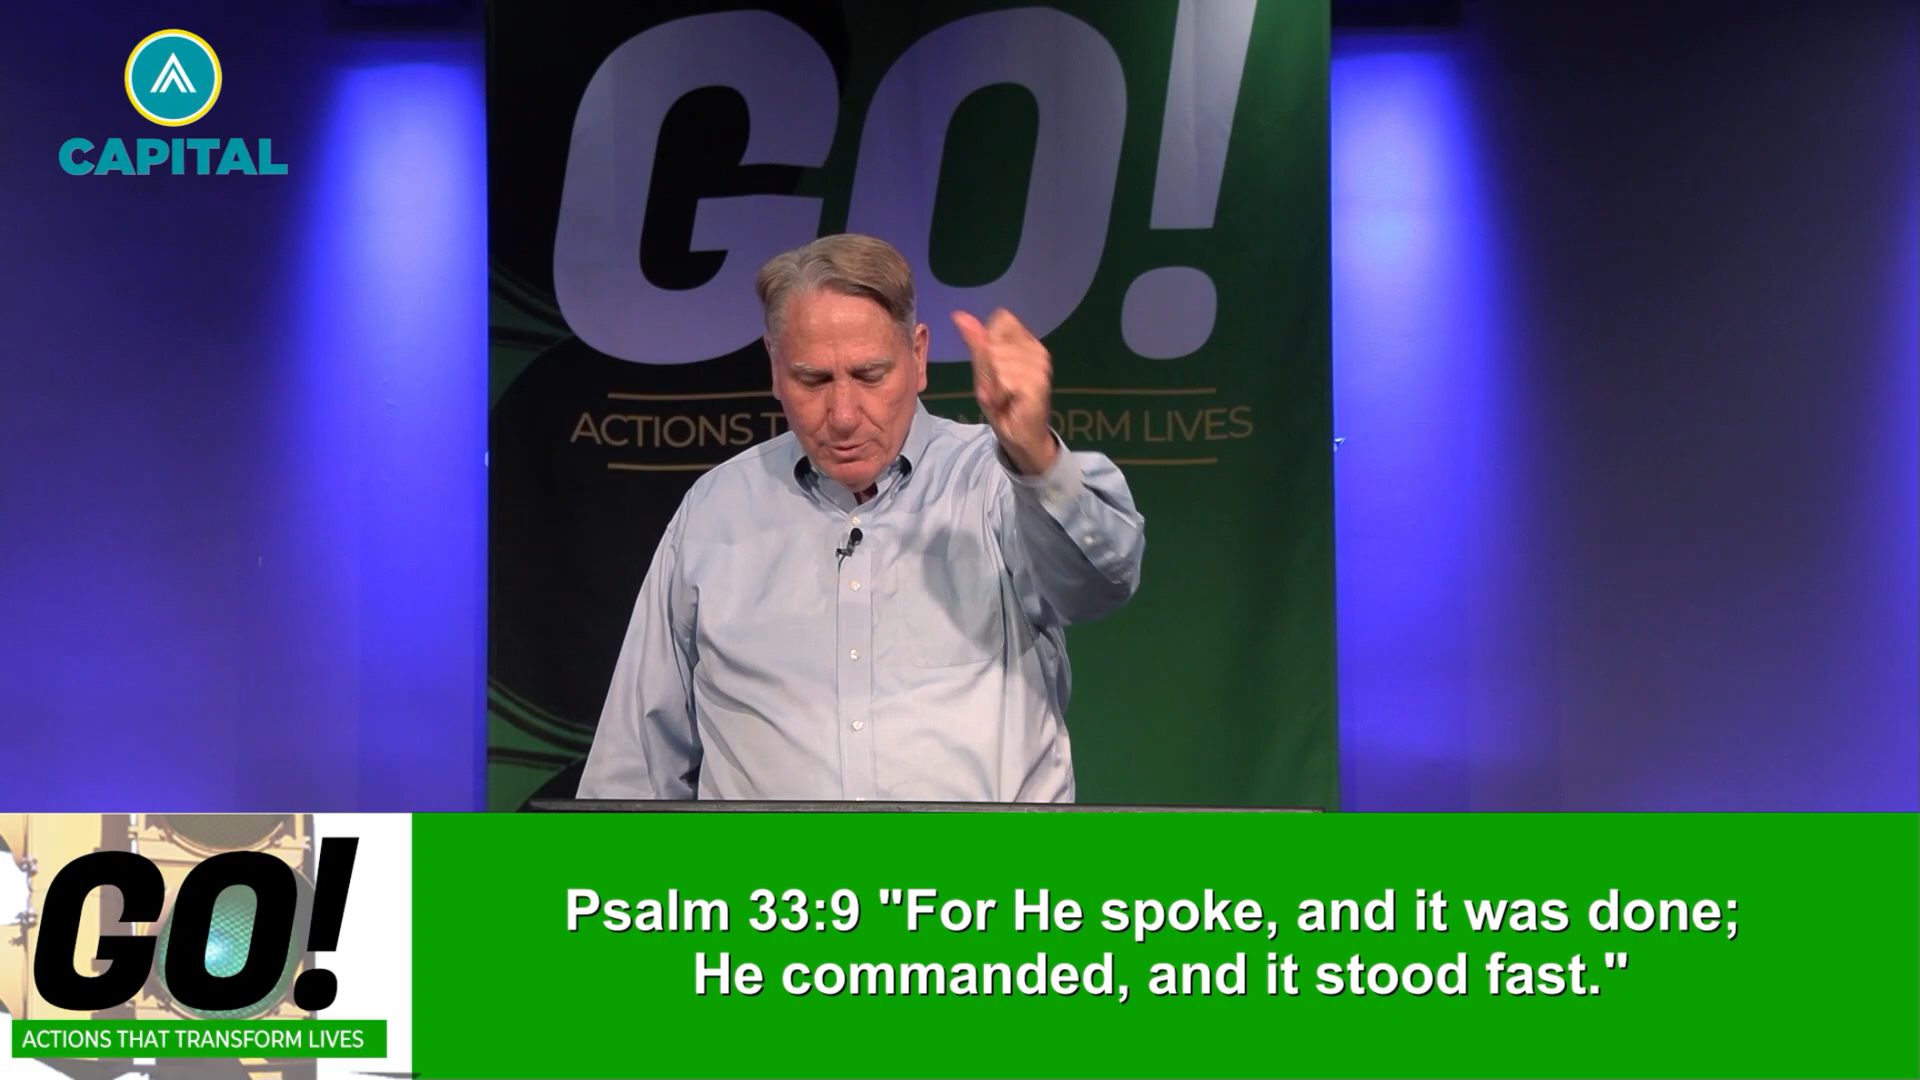 CAPITAL
GO!
ACTIONS T ORM LIVES
GO!
ACTIONS THAT TRANSFORM LIVES
Psalm 33:9 "For He spoke, and it was done;
He commanded, and it stood fast."